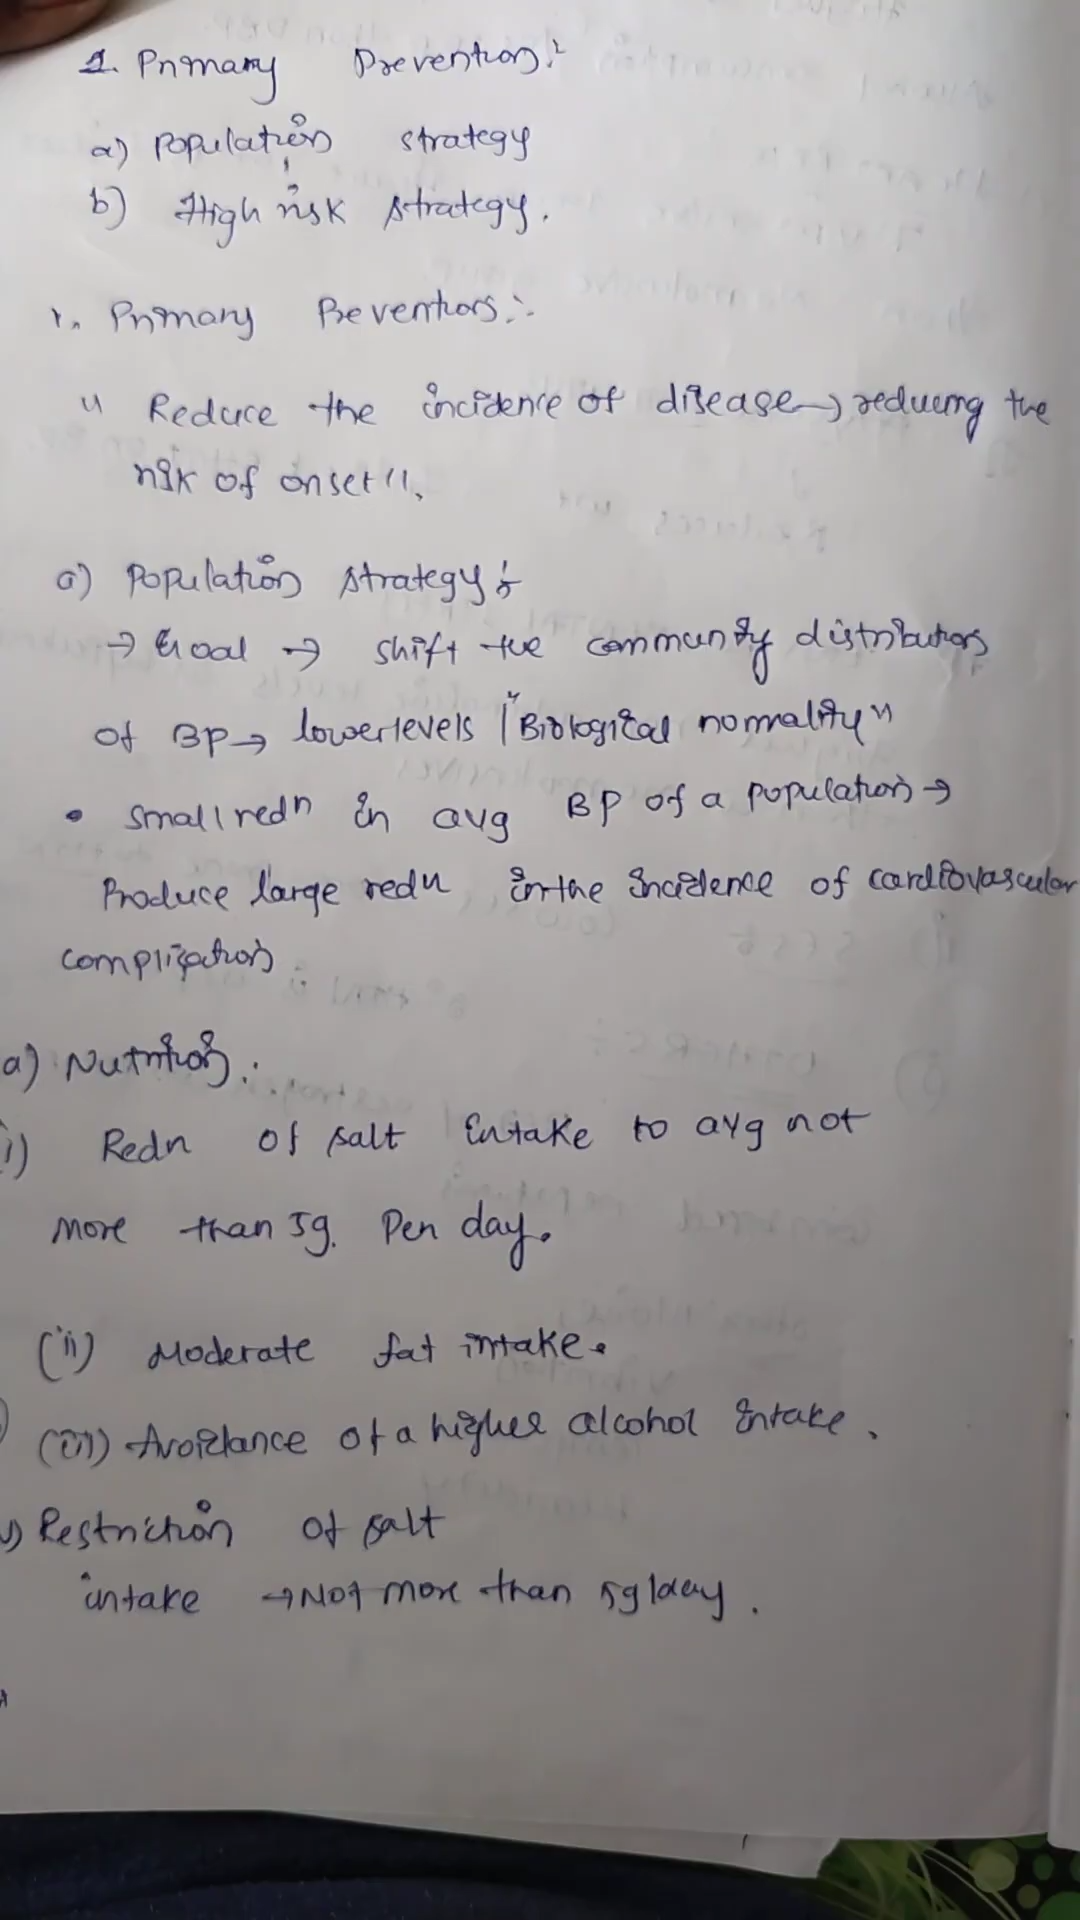 1. Primary Prevention:
a) Population strategy
b) High risk strategy.
1. Primary Prevention:-
" Reduce the incidence of disease → reducing the
risk of onset ".
a) Population strategy :-
→ Goal → shift the community distribution
of BP → lower levels / "Biological normality"
• small redn in avg BP of a population →
Produce large redn in the incidence of cardiovascular
complication.
a) Nutrition:
i) Redn of salt intake to avg not
more than 5g. Per day.
(ii) Moderate fat intake.
(iii) Avoidance of a higher alcohol intake.
Restriction of salt
intake → Not more than 5g/day.